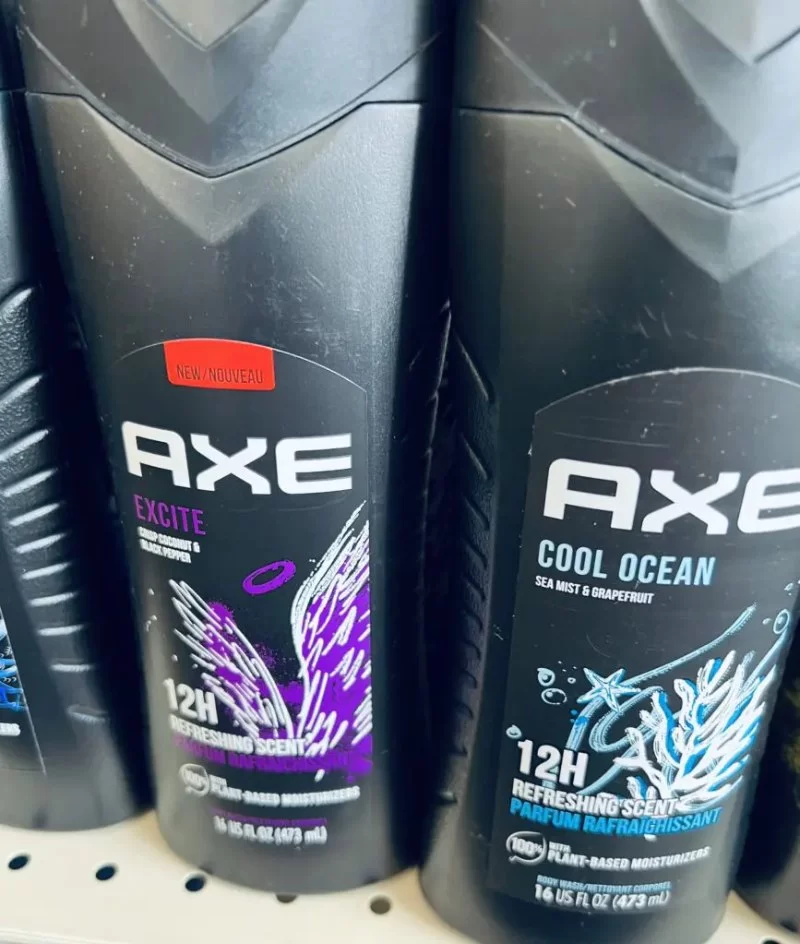 NEW/NOUVEAU
AXE
EXCITE
CRISP COCONUT &
BLACK PEPPER
12H
REFRESHING SCENT
PARFUM RAFRAÎCHISSANT
PLANT-BASED MOISTURIZERS
16 US FL OZ (473 mL)
AXE
COOL OCEAN
SEA MIST & GRAPEFRUIT
12H
REFRESHING SCENT
PARFUM RAFRAÎCHISSANT
100% WITH
PLANT-BASED MOISTURIZERS
BODY WASH/NETTOYANT CORPOREL
16 US FL OZ (473 mL)